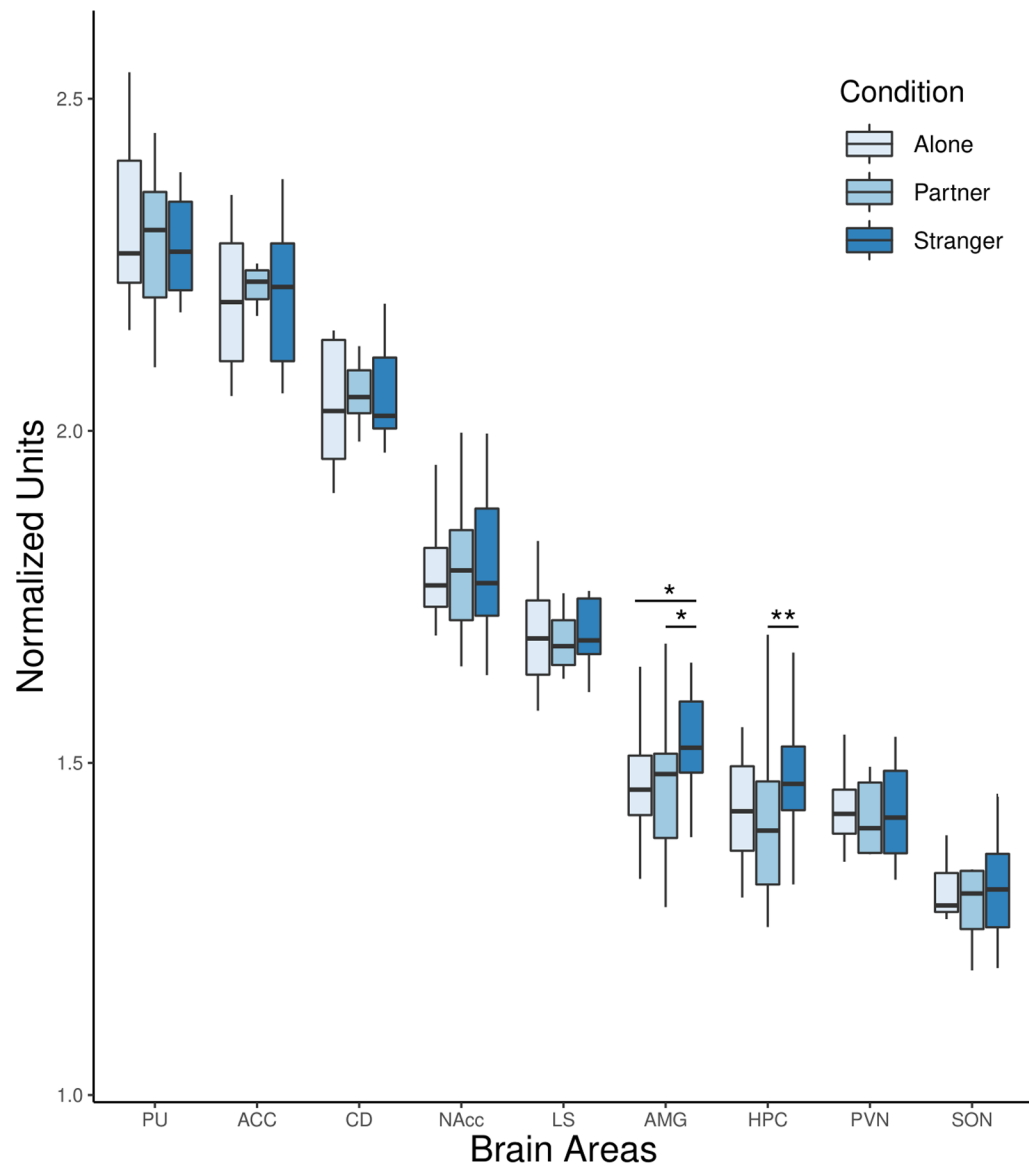 Condition
Alone
Partner
Stranger
Normalized Units
2.5
2.0
1.5
1.0
*
*
**
PU ACC CD NAcc LS AMG HPC PVN SON
Brain Areas